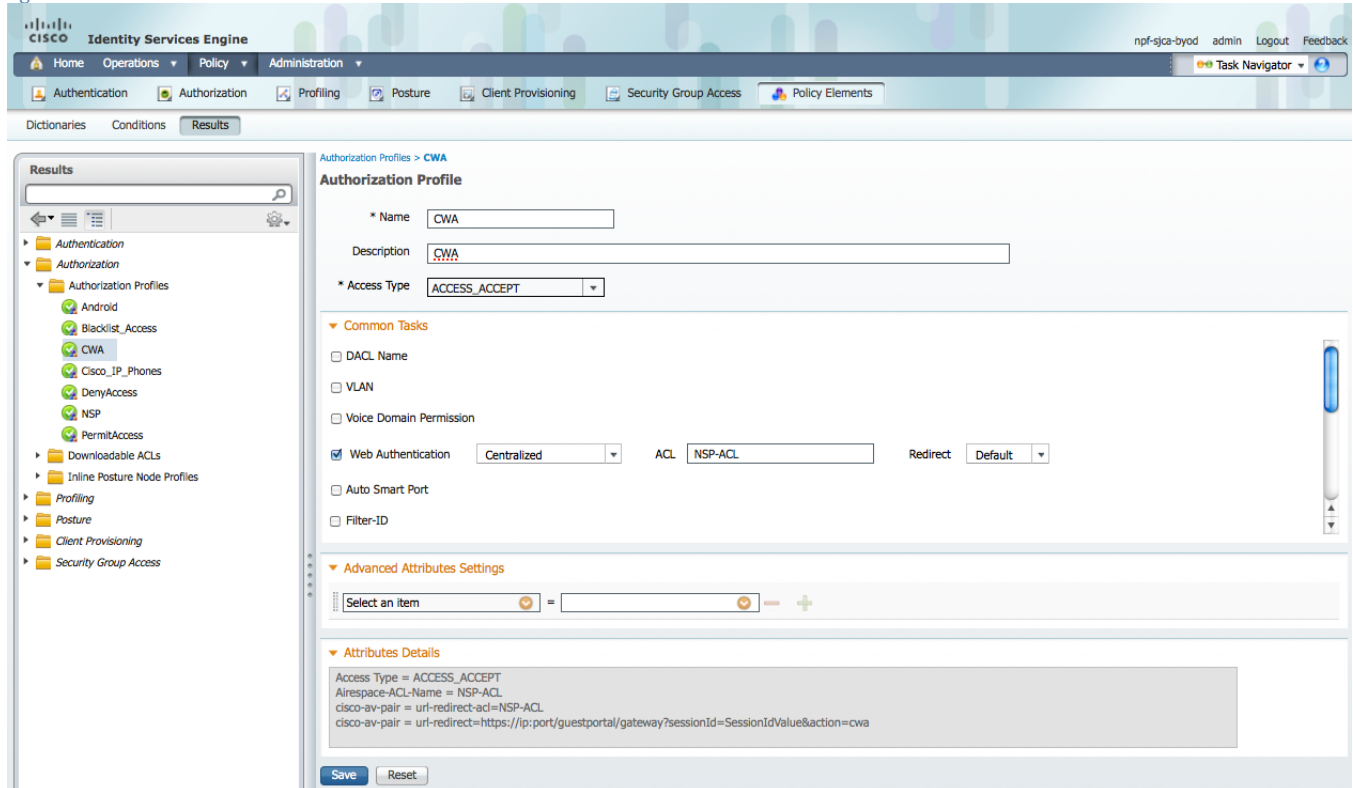 CISCO Identity Services Engine
npf-sjca-byod admin Logout Feedback
Home Operations Policy Administration
Task Navigator
Authentication Authorization Profiling Posture Client Provisioning Security Group Access Policy Elements
Dictionaries Conditions Results
Results
Authentication
Authorization
Authorization Profiles
Android
Blacklist_Access
CWA
Cisco_IP_Phones
DenyAccess
NSP
PermitAccess
Downloadable ACLs
Inline Posture Node Profiles
Profiling
Posture
Client Provisioning
Security Group Access
Authorization Profiles > CWA
Authorization Profile
* Name CWA
Description CWA
* Access Type ACCESS_ACCEPT
Common Tasks
DACL Name
VLAN
Voice Domain Permission
Web Authentication Centralized ACL NSP-ACL Redirect Default
Auto Smart Port
Filter-ID
Advanced Attributes Settings
Select an item =
Attributes Details
Access Type = ACCESS_ACCEPT
Airespace-ACL-Name = NSP-ACL
cisco-av-pair = url-redirect-acl=NSP-ACL
cisco-av-pair = url-redirect=https://ip:port/guestportal/gateway?sessionId=SessionIdValue&action=cwa
Save Reset